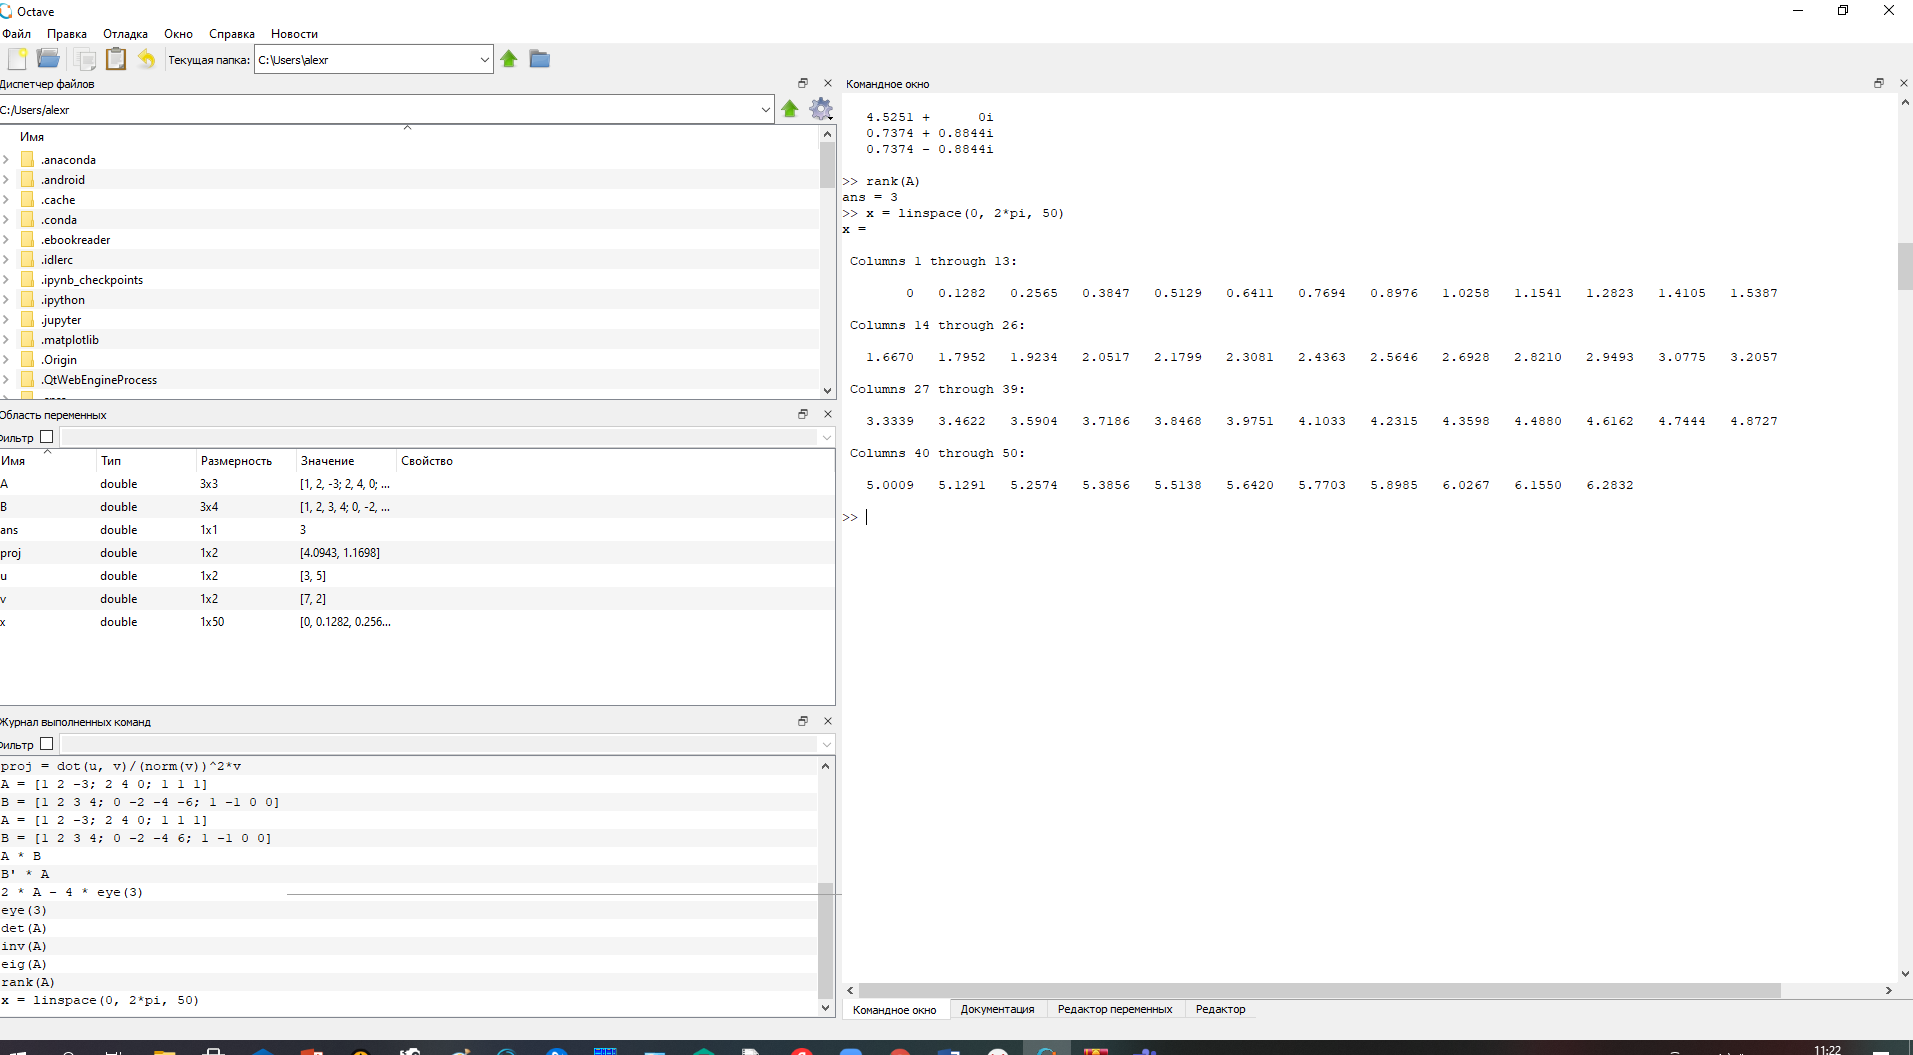 Octave
Файл Правка Отладка Окно Справка Новости
Текущая папка: C:\Users\alexr
Диспетчер файлов
C:/Users/alexr
Имя
.anaconda
.android
.cache
.conda
.ebookreader
.idlerc
.ipynb_checkpoints
.ipython
.jupyter
.matplotlib
.Origin
.QtWebEngineProcess
Область переменных
Имя Тип Размерность Значение Свойство
A double 3x3 [1, 2, -3; 2, 4, 0; ...
B double 3x4 [1, 2, 3, 4; 0, -2, ...
ans double 1x1 3
proj double 1x2 [4.0943, 1.1698]
u double 1x2 [3, 5]
v double 1x2 [7, 2]
x double 1x50 [0, 0.1282, 0.256...
Журнал выполненных команд
proj = dot(u, v)/(norm(v))^2*v
A = [1 2 -3; 2 4 0; 1 1 1]
B = [1 2 3 4; 0 -2 -4 -6; 1 -1 0 0]
A = [1 2 -3; 2 4 0; 1 1 1]
B = [1 2 3 4; 0 -2 -4 6; 1 -1 0 0]
A * B
B' * A
2 * A - 4 * eye(3)
eye(3)
det(A)
inv(A)
eig(A)
rank(A)
x = linspace(0, 2*pi, 50)
Командное окно
4.5251 + 0i
0.7374 + 0.8844i
0.7374 - 0.8844i
>> rank(A)
ans = 3
>> x = linspace(0, 2*pi, 50)
x =
Columns 1 through 13:
0 0.1282 0.2565 0.3847 0.5129 0.6411 0.7694 0.8976 1.0258 1.1541 1.2823 1.4105 1.5387
Columns 14 through 26:
1.6670 1.7952 1.9234 2.0517 2.1799 2.3081 2.4363 2.5646 2.6928 2.8210 2.9493 3.0775 3.2057
Columns 27 through 39:
3.3339 3.4622 3.5904 3.7186 3.8468 3.9751 4.1033 4.2315 4.3598 4.4880 4.6162 4.7444 4.8727
Columns 40 through 50:
5.0009 5.1291 5.2574 5.3856 5.5138 5.6420 5.7703 5.8985 6.0267 6.1550 6.2832
>>
Командное окно Документация Редактор переменных Редактор
11:22